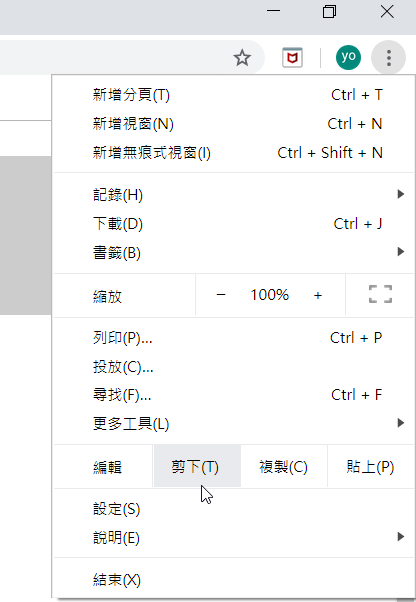 yo
新增分頁(T) Ctrl + T
新增視窗(N) Ctrl + N
新增無痕式視窗(I) Ctrl + Shift + N
記錄(H)
下載(D) Ctrl + J
書籤(B)
縮放 − 100% +
列印(P)... Ctrl + P
投放(C)...
尋找(F)... Ctrl + F
更多工具(L)
編輯 剪下(T) 複製(C) 貼上(P)
設定(S)
說明(E)
結束(X)